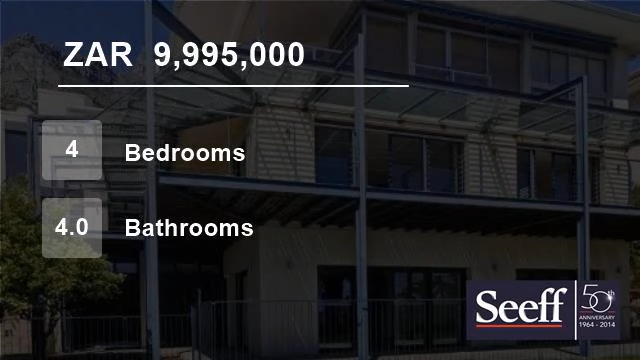 ZAR 9,995,000
4 Bedrooms
4.0 Bathrooms
Seeff 50th
ANNIVERSARY
1964 - 2014